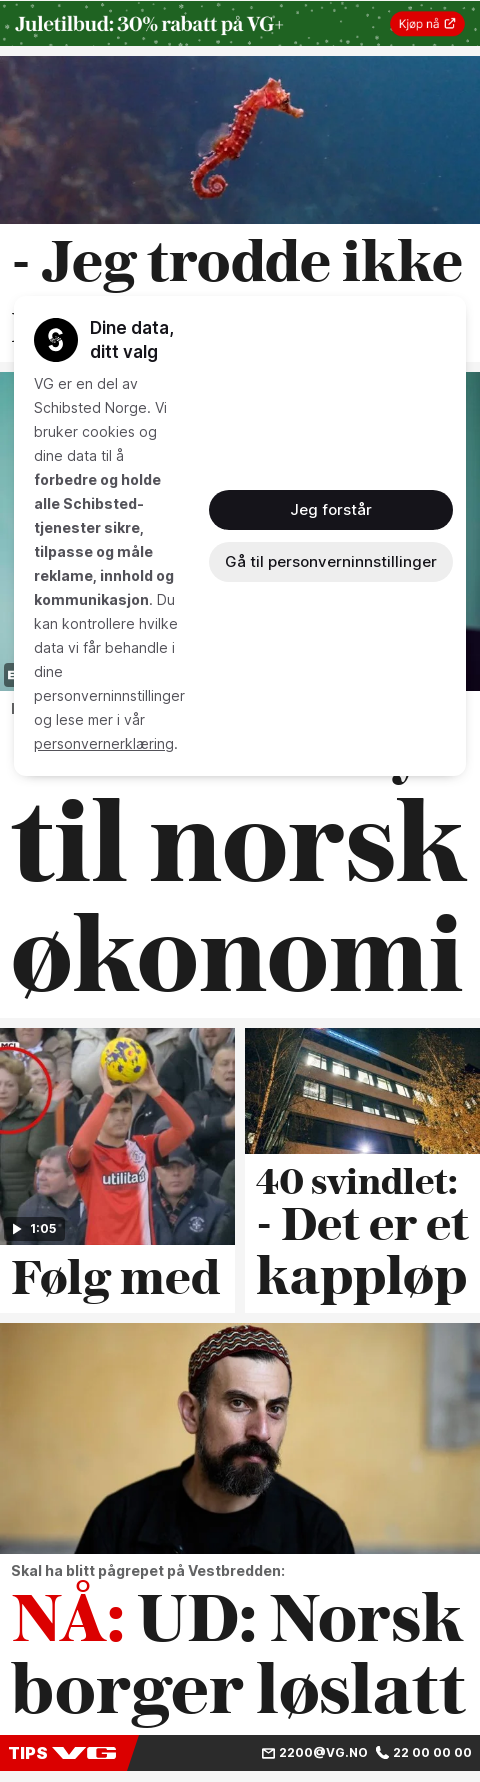 Juletilbud: 30% rabatt på VG+
Kjøp nå
- Jeg trodde ikke
Dine data,
ditt valg
VG er en del av
Schibsted Norge. Vi
bruker cookies og
dine data til å
forbedre og holde
alle Schibsted-
tjenester sikre,
tilpasse og måle
reklame, innhold og
kommunikasjon. Du
kan kontrollere hvilke
data vi får behandle i
dine
personverninnstillinger
og lese mer i vår
personvernerklæring.
Jeg forstår
Gå til personverninnstillinger
til norsk
økonomi
utilita
1:05
Følg med
40 svindlet:
- Det er et
kappløp
Skal ha blitt pågrepet på Vestbredden:
NÅ: UD: Norsk
borger løslatt
TIPS VG
2200@VG.NO
22 00 00 00